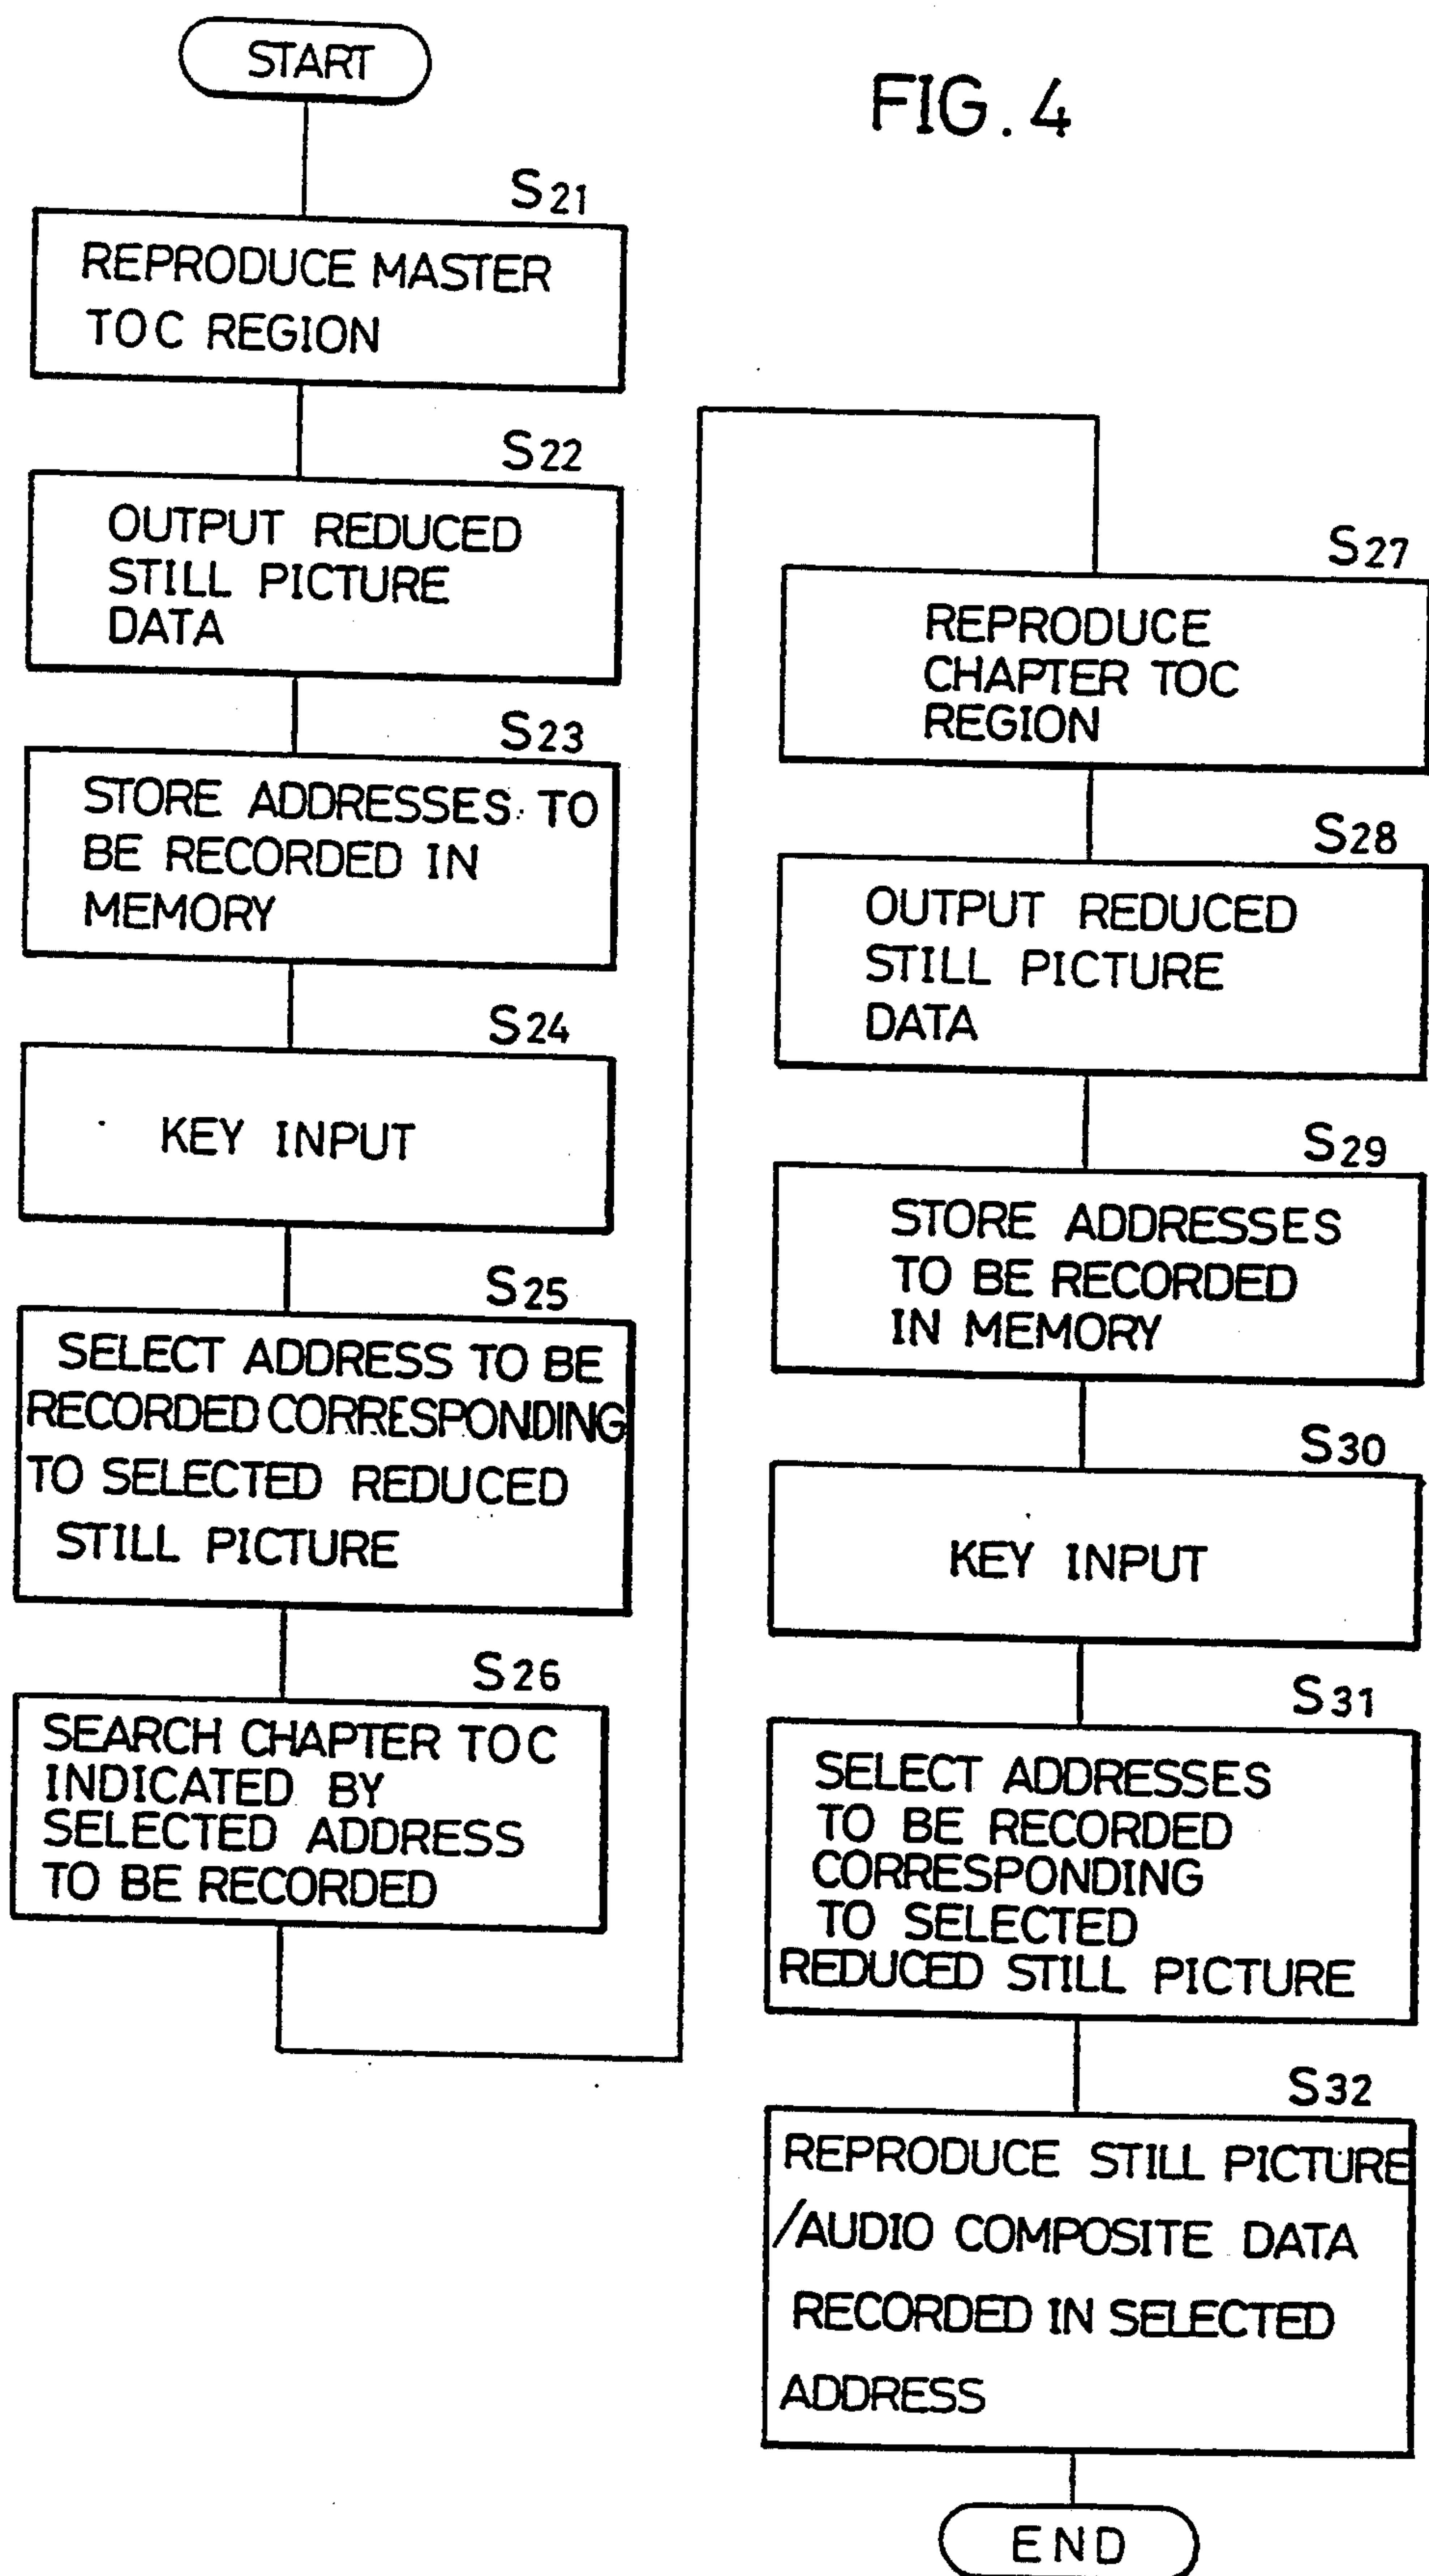 START
FIG. 4
S21
REPRODUCE MASTER
TOC REGION
S22
OUTPUT REDUCED
STILL PICTURE
DATA
S23
STORE ADDRESSES TO
BE RECORDED IN
MEMORY
S24
KEY INPUT
S25
SELECT ADDRESS TO BE
RECORDED CORRESPONDING
TO SELECTED REDUCED
STILL PICTURE
S26
SEARCH CHAPTER TOC
INDICATED BY
SELECTED ADDRESS
TO BE RECORDED
S27
REPRODUCE
CHAPTER TOC
REGION
S28
OUTPUT REDUCED
STILL PICTURE
DATA
S29
STORE ADDRESSES
TO BE RECORDED
IN MEMORY
S30
KEY INPUT
S31
SELECT ADDRESSES
TO BE RECORDED
CORRESPONDING
TO SELECTED
REDUCED STILL PICTURE
S32
REPRODUCE STILL PICTURE
/AUDIO COMPOSITE DATA
RECORDED IN SELECTED
ADDRESS
END